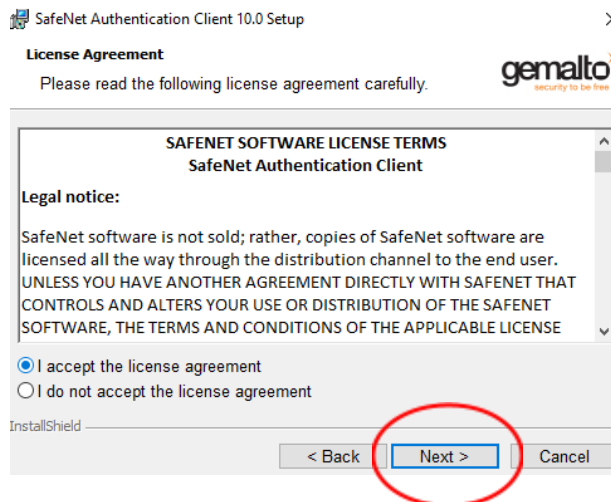 SafeNet Authentication Client 10.0 Setup
License Agreement
Please read the following license agreement carefully.
gemalto
security to be free
SAFENET SOFTWARE LICENSE TERMS
SafeNet Authentication Client
Legal notice:
SafeNet software is not sold; rather, copies of SafeNet software are
licensed all the way through the distribution channel to the end user.
UNLESS YOU HAVE ANOTHER AGREEMENT DIRECTLY WITH SAFENET THAT
CONTROLS AND ALTERS YOUR USE OR DISTRIBUTION OF THE SAFENET
SOFTWARE, THE TERMS AND CONDITIONS OF THE APPLICABLE LICENSE
I accept the license agreement
I do not accept the license agreement
InstallShield
< Back
Next >
Cancel